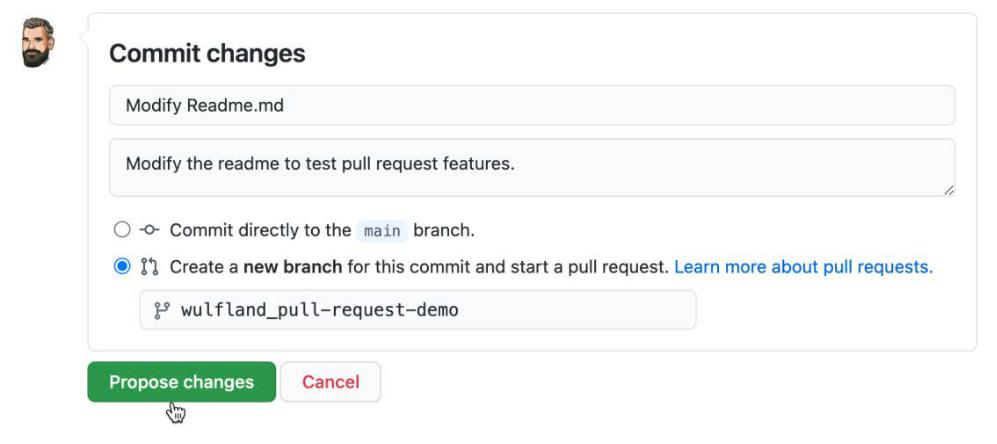 Commit changes
Modify Readme.md
Modify the readme to test pull request features.
Commit directly to the main branch.
Create a new branch for this commit and start a pull request. Learn more about pull requests.
wulfland_pull-request-demo
Propose changes Cancel